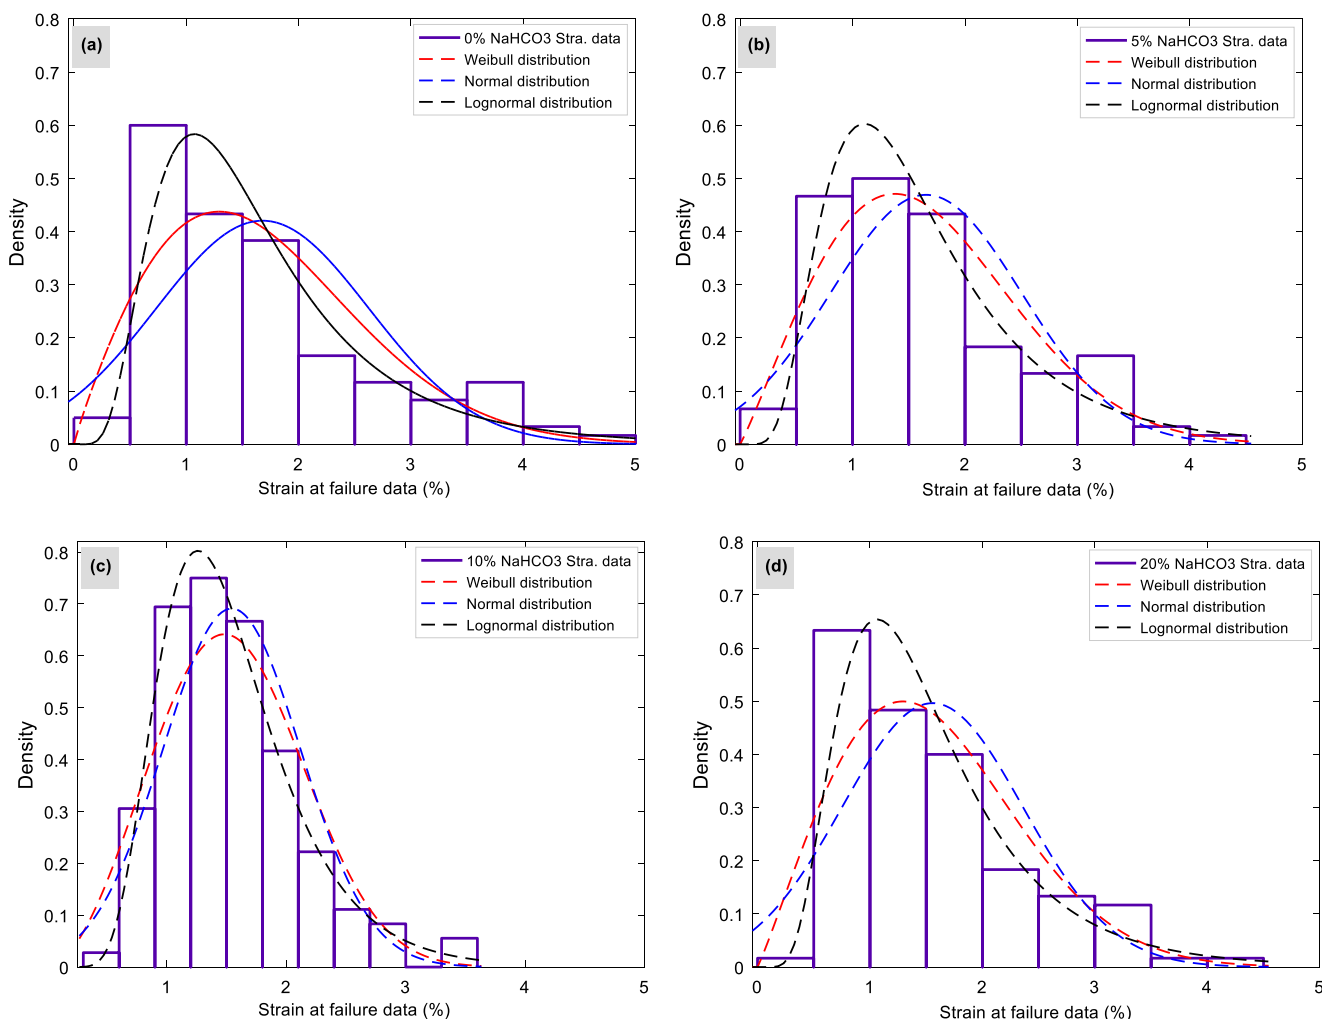 (a)
0% NaHCO3 Stra. data
Weibull distribution
Normal distribution
Lognormal distribution
0.8
0.7
0.6
0.5
0.4
0.3
0.2
0.1
0
Density
0 1 2 3 4 5
Strain at failure data (%)
(b)
5% NaHCO3 Stra. data
Weibull distribution
Normal distribution
Lognormal distribution
0.8
0.7
0.6
0.5
0.4
0.3
0.2
0.1
0
Density
0 1 2 3 4 5
Strain at failure data (%)
(c)
10% NaHCO3 Stra. data
Weibull distribution
Normal distribution
Lognormal distribution
0.8
0.7
0.6
0.5
0.4
0.3
0.2
0.1
0
Density
1 2 3 4 5
Strain at failure data (%)
(d)
20% NaHCO3 Stra. data
Weibull distribution
Normal distribution
Lognormal distribution
0.8
0.7
0.6
0.5
0.4
0.3
0.2
0.1
0
Density
0 1 2 3 4 5
Strain at failure data (%)